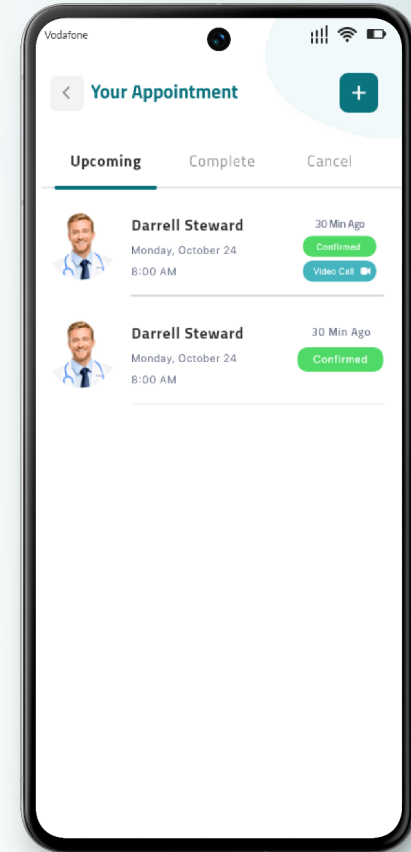 Vodafone
Your Appointment
+
Upcoming Complete Cancel
Darrell Steward
30 Min Ago
Monday, October 24
Confirmed
8:00 AM
Video Call
Darrell Steward
30 Min Ago
Monday, October 24
Confirmed
8:00 AM